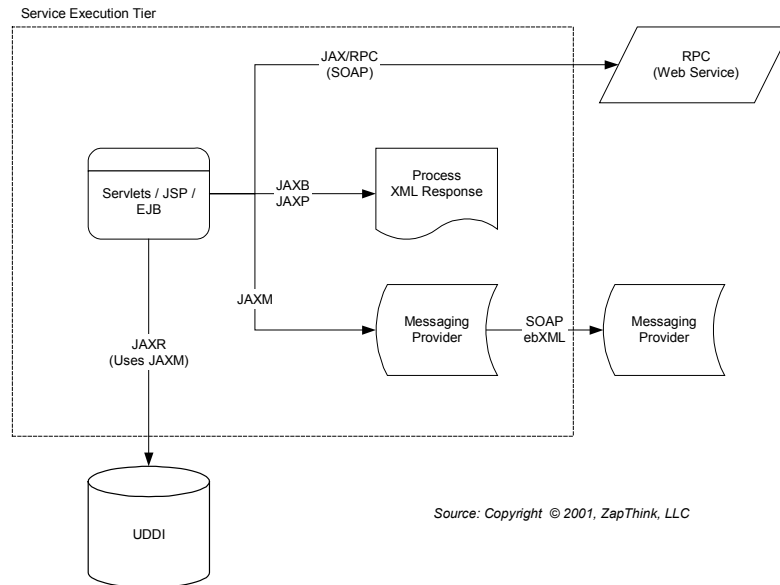 Service Execution Tier
JAX/RPC
(SOAP)
RPC
(Web Service)
Servlets / JSP /
EJB
JAXB
JAXP
Process
XML Response
JAXM
Messaging
Provider
SOAP
ebXML
Messaging
Provider
JAXR
(Uses JAXM)
UDDI
Source: Copyright © 2001, ZapThink, LLC